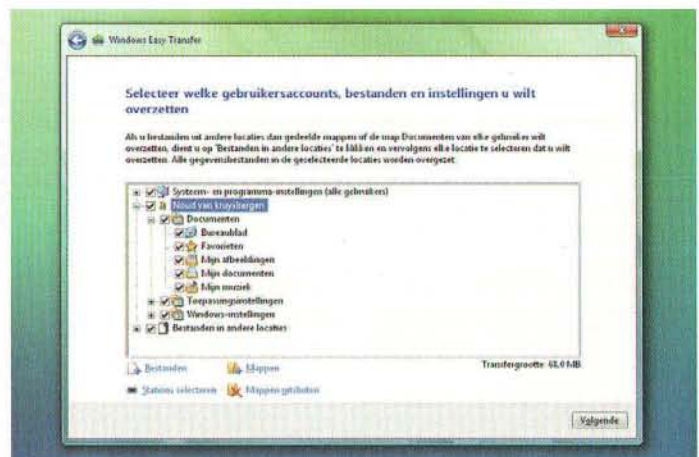 Windows Easy Transfer
Selecteer welke gebruikersaccounts, bestanden en instellingen u wilt
overzetten
Als u bestanden uit andere locaties dan gedeelde mappen of de map Documenten van elke gebruiker wilt
overzetten, dient u op 'Bestanden in andere locaties' te klikken en vervolgens elke locatie te selecteren dat u wilt
overzetten. Alle gegevensbestanden in de geselecteerde locaties worden overgezet.
Systeem- en programma-instellingen (alle gebruikers)
Noud van kruysbergen
Documenten
Bureaublad
Favorieten
Mijn afbeeldingen
Mijn documenten
Mijn muziek
Toepassingsinstellingen
Windows-instellingen
Bestanden in andere locaties
Bestanden Mappen Transfergrootte 68,0 MB
Stations selecteren Mappen uitsluiten
Volgende